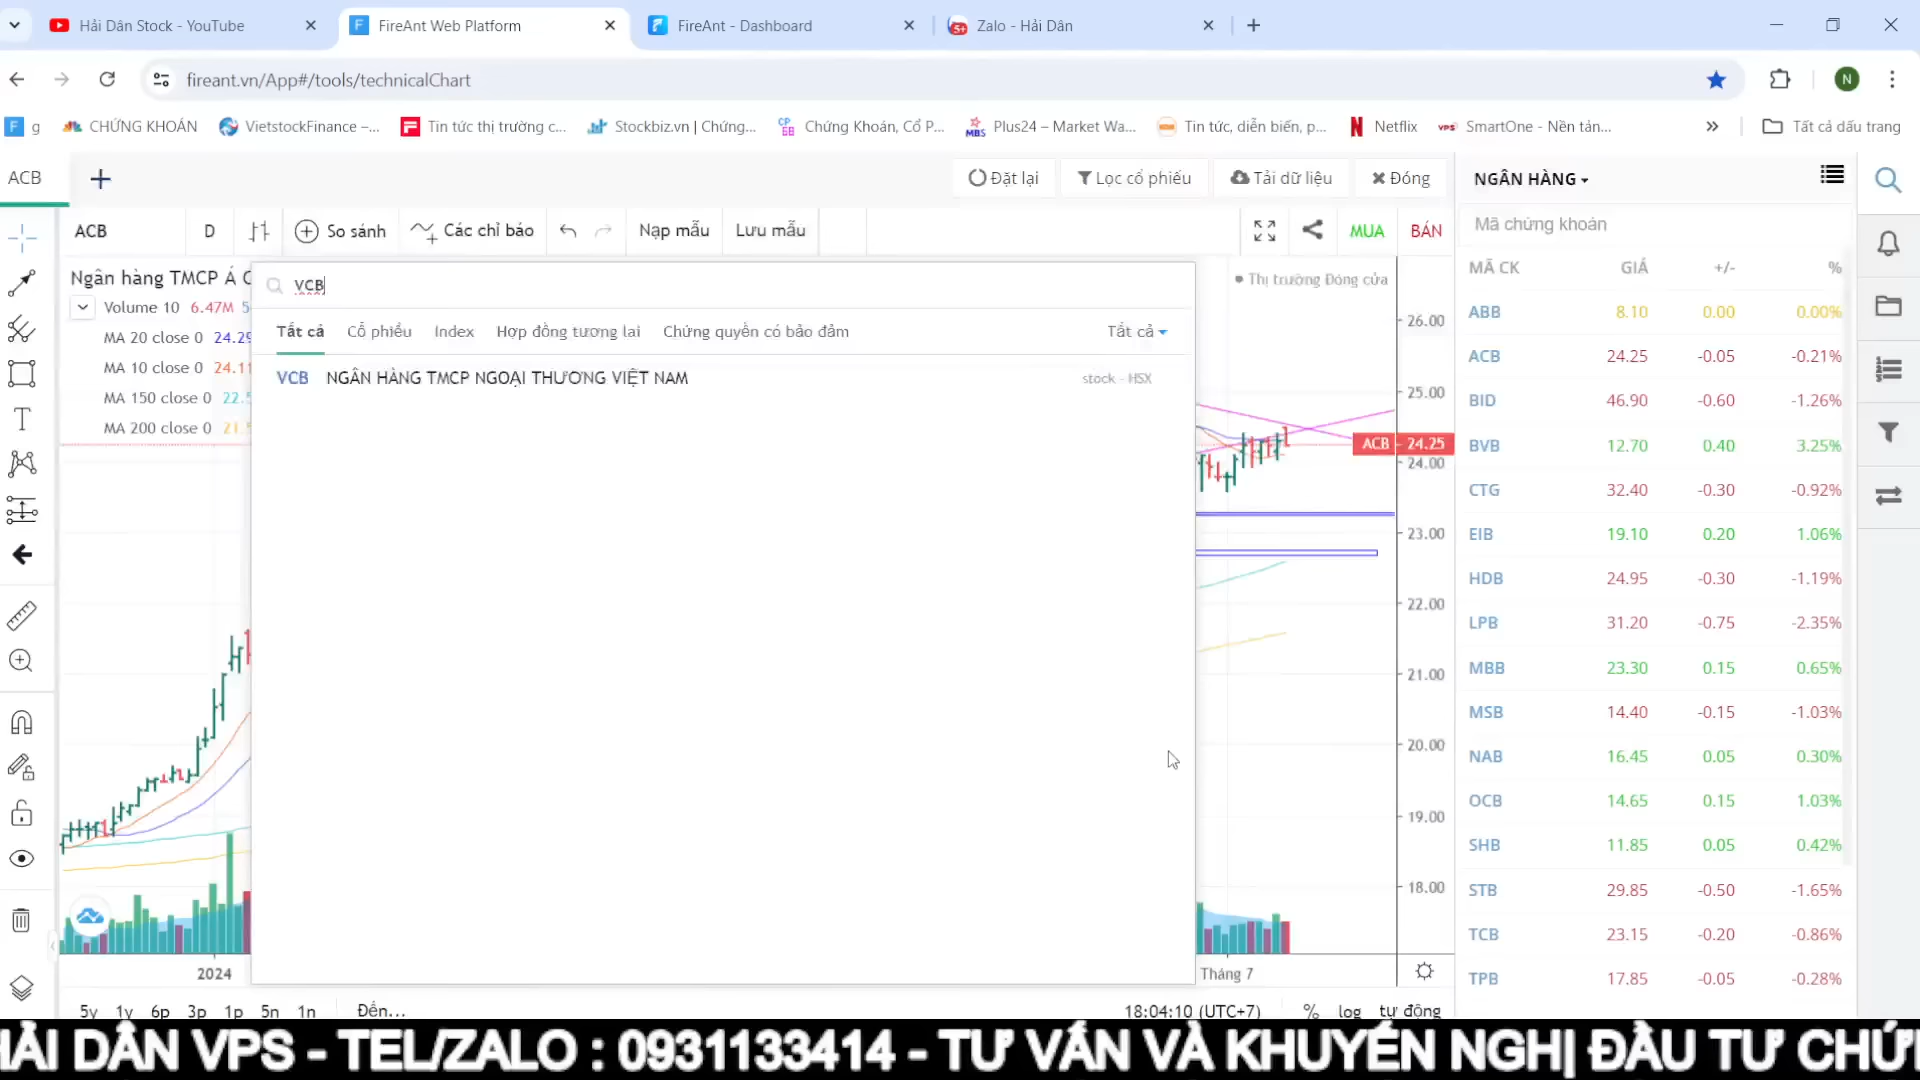 Hải Dân Stock - YouTube
FireAnt Web Platform
FireAnt - Dashboard
Zalo - Hải Dân
fireant.vn/App#/tools/technicalChart
N
g
CHỨNG KHOÁN
VietstockFinance –...
Tin tức thị trường c...
Stockbiz.vn | Chứng...
Chứng Khoán, Cổ P...
Plus24 – Market Wa...
Tin tức, diễn biến, p...
Netflix
SmartOne - Nền tản...
Tất cả dấu trang
ACB
Đặt lại
Lọc cổ phiếu
Tải dữ liệu
Đóng
NGÂN HÀNG
ACB
D
So sánh
Các chỉ báo
Nạp mẫu
Lưu mẫu
MUA
BÁN
Mã chứng khoán
Ngân hàng TMCP Á C
Volume 10 6.47M 5
MA 20 close 0 24.29
MA 10 close 0 24.11
MA 150 close 0 22.5
MA 200 close 0 21.5
VCB
Tất cả
Cổ phiếu
Index
Hợp đồng tương lai
Chứng quyền có bảo đảm
Tất cả
VCB NGÂN HÀNG TMCP NGOẠI THƯƠNG VIỆT NAM
stock - HSX
Thị trường Đóng cửa
26.00
25.00
ACB 24.25
24.00
23.00
22.00
21.00
20.00
19.00
18.00
MÃ CK GIÁ +/- %
ABB 8.10 0.00 0.00%
ACB 24.25 -0.05 -0.21%
BID 46.90 -0.60 -1.26%
BVB 12.70 0.40 3.25%
CTG 32.40 -0.30 -0.92%
EIB 19.10 0.20 1.06%
HDB 24.95 -0.30 -1.19%
LPB 31.20 -0.75 -2.35%
MBB 23.30 0.15 0.65%
MSB 14.40 -0.15 -1.03%
NAB 16.45 0.05 0.30%
OCB 14.65 0.15 1.03%
SHB 11.85 0.05 0.42%
STB 29.85 -0.50 -1.65%
TCB 23.15 -0.20 -0.86%
TPB 17.85 -0.05 -0.28%
2024
Tháng 7
5y 1y 6p 3p 1p 5n 1n
Đến...
18:04:10 (UTC+7)
% log tự động
HẢI DÂN VPS - TEL/ZALO : 0931133414 - TƯ VẤN VÀ KHUYẾN NGHỊ ĐẦU TƯ CHỨ